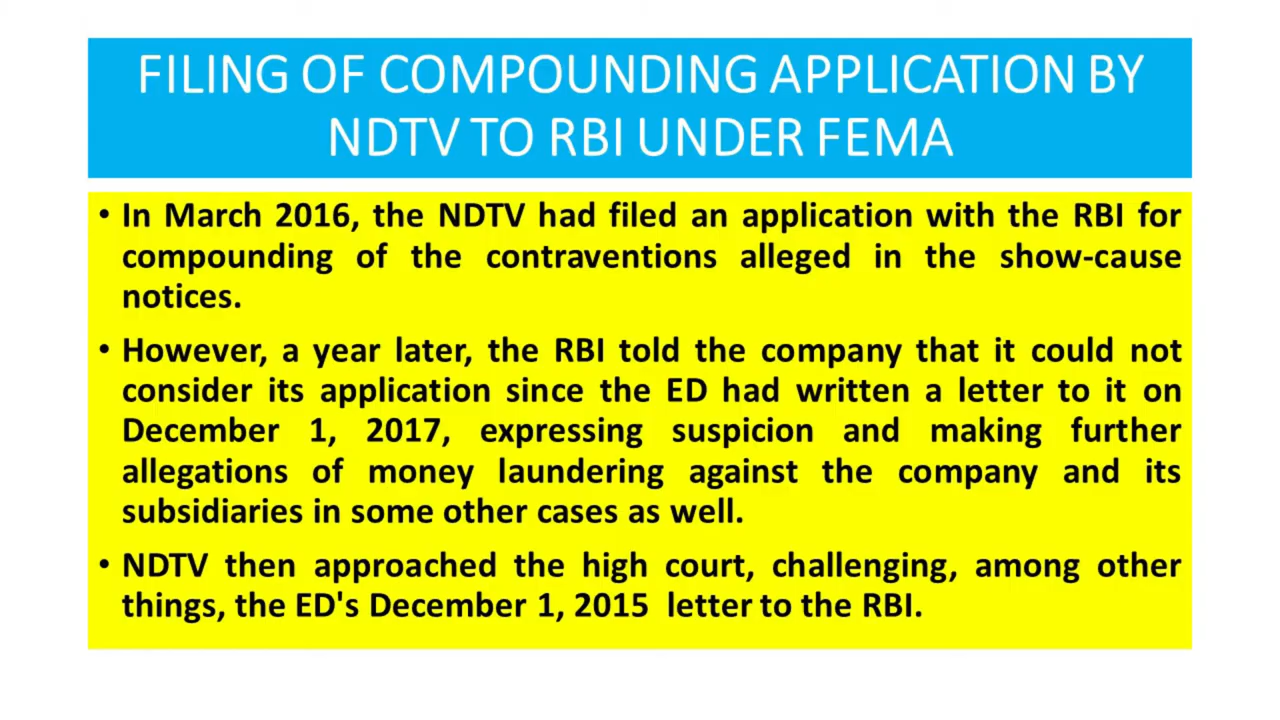 FILING OF COMPOUNDING APPLICATION BY
NDTV TO RBI UNDER FEMA
• In March 2016, the NDTV had filed an application with the RBI for
compounding of the contraventions alleged in the show-cause
notices.
• However, a year later, the RBI told the company that it could not
consider its application since the ED had written a letter to it on
December 1, 2017, expressing suspicion and making further
allegations of money laundering against the company and its
subsidiaries in some other cases as well.
• NDTV then approached the high court, challenging, among other
things, the ED's December 1, 2015 letter to the RBI.